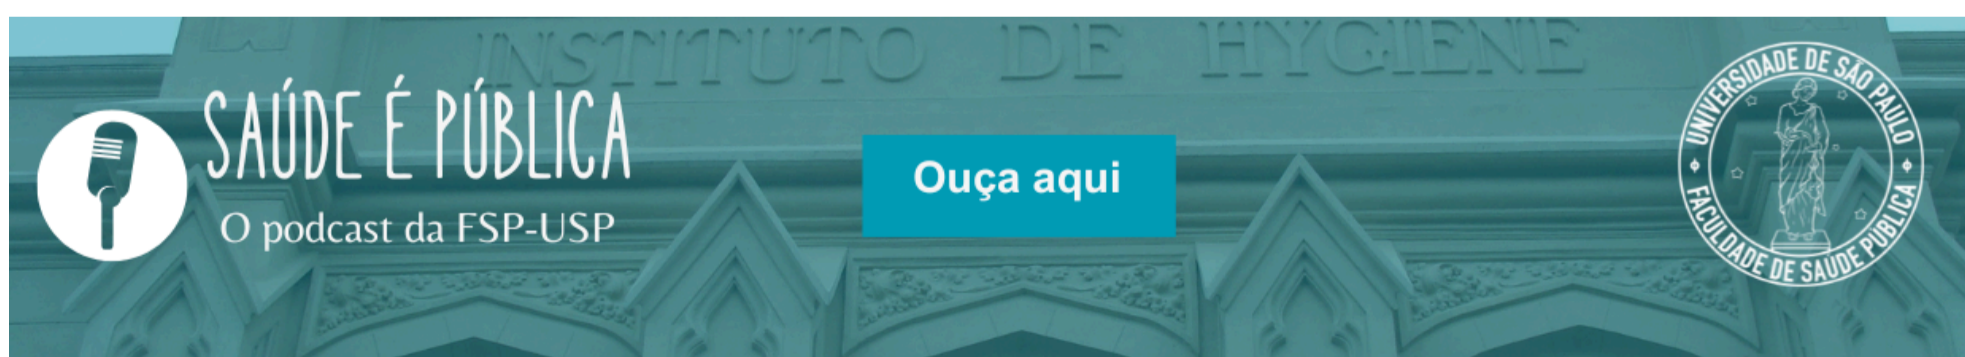 INSTITUTO DE HYGIENE
SAÚDE É PÚBLICA
O podcast da FSP-USP
Ouça aqui
UNIVERSIDADE DE SÃO PAULO
FACULDADE DE SAÚDE PÚBLICA